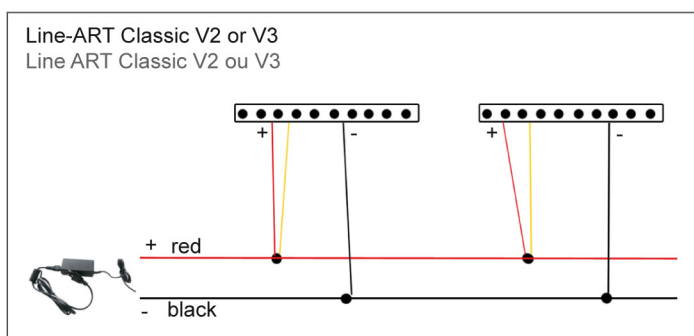 Line-ART Classic V2 or V3
Line ART Classic V2 ou V3
+ -
+ -
+ red
- black